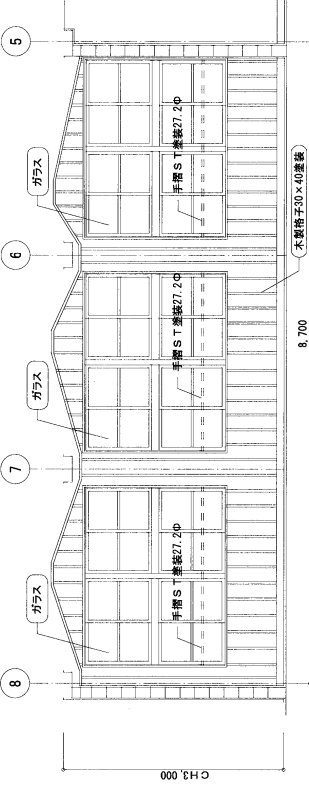 8
7
6
5
ガラス
ガラス
ガラス
手摺ST塗装27.2Φ
手摺ST塗装27.2Φ
手摺ST塗装27.2Φ
木製格子30×40塗装
CH3,000
8,700